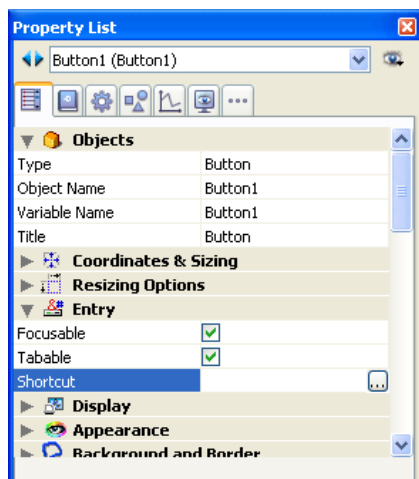 Property List
Button1 (Button1)
Objects
Type Button
Object Name Button1
Variable Name Button1
Title Button
Coordinates & Sizing
Resizing Options
Entry
Focusable
Tabable
Shortcut ...
Display
Appearance
Background and Border